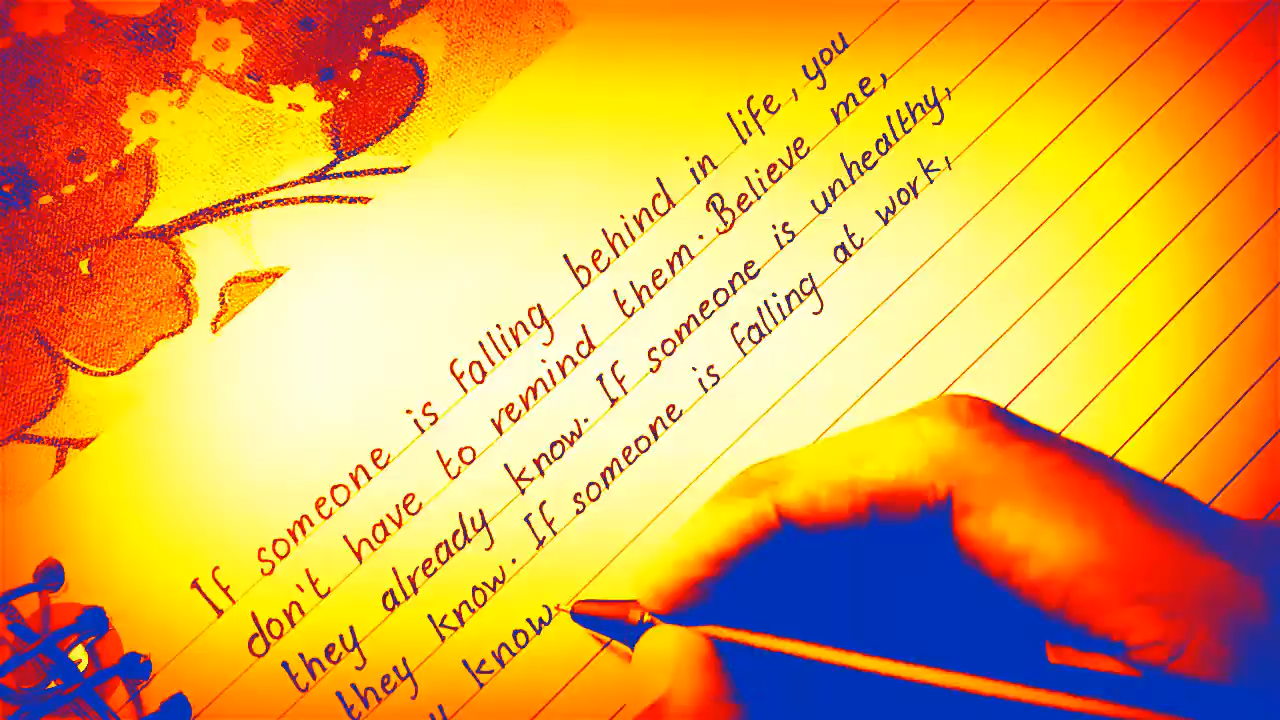 If someone is falling behind in life, you
don't have to remind them. Believe me,
they already know. If someone is unhealthy,
they know. If someone is falling at work,
know.